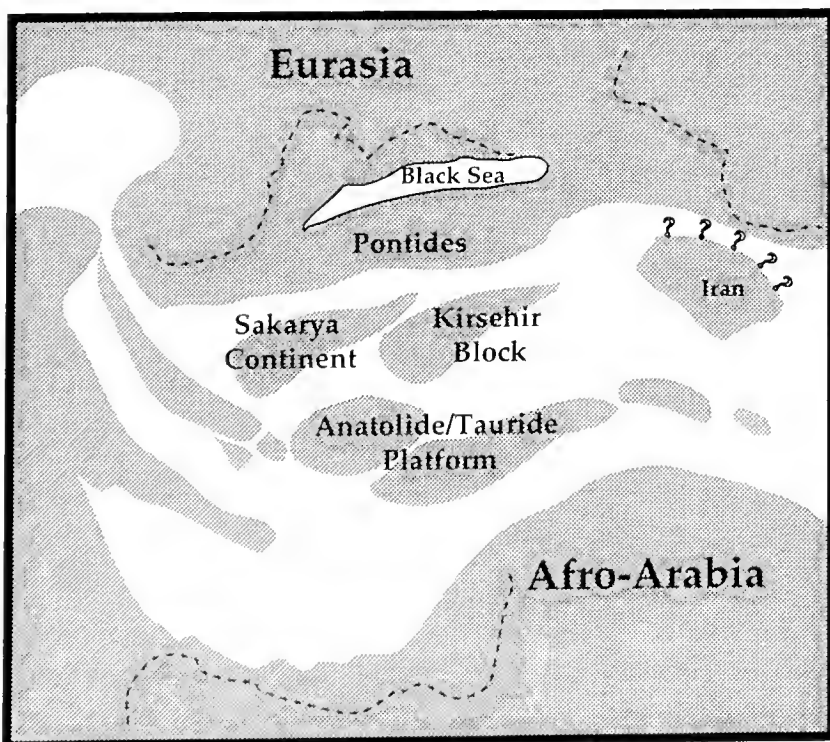 Eurasia
Black Sea
Pontides
? ? ? ? ?
Iran
Sakarya
Continent
Kirsehir
Block
Anatolide/Tauride
Platform
Afro-Arabia